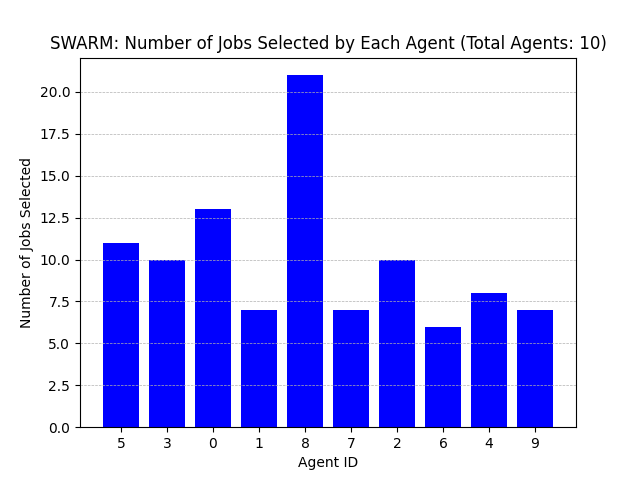 SWARM: Number of Jobs Selected by Each Agent (Total Agents: 10)
Number of Jobs Selected
20.0
17.5
15.0
12.5
10.0
7.5
5.0
2.5
0.0
5 3 0 1 8 7 2 6 4 9
Agent ID